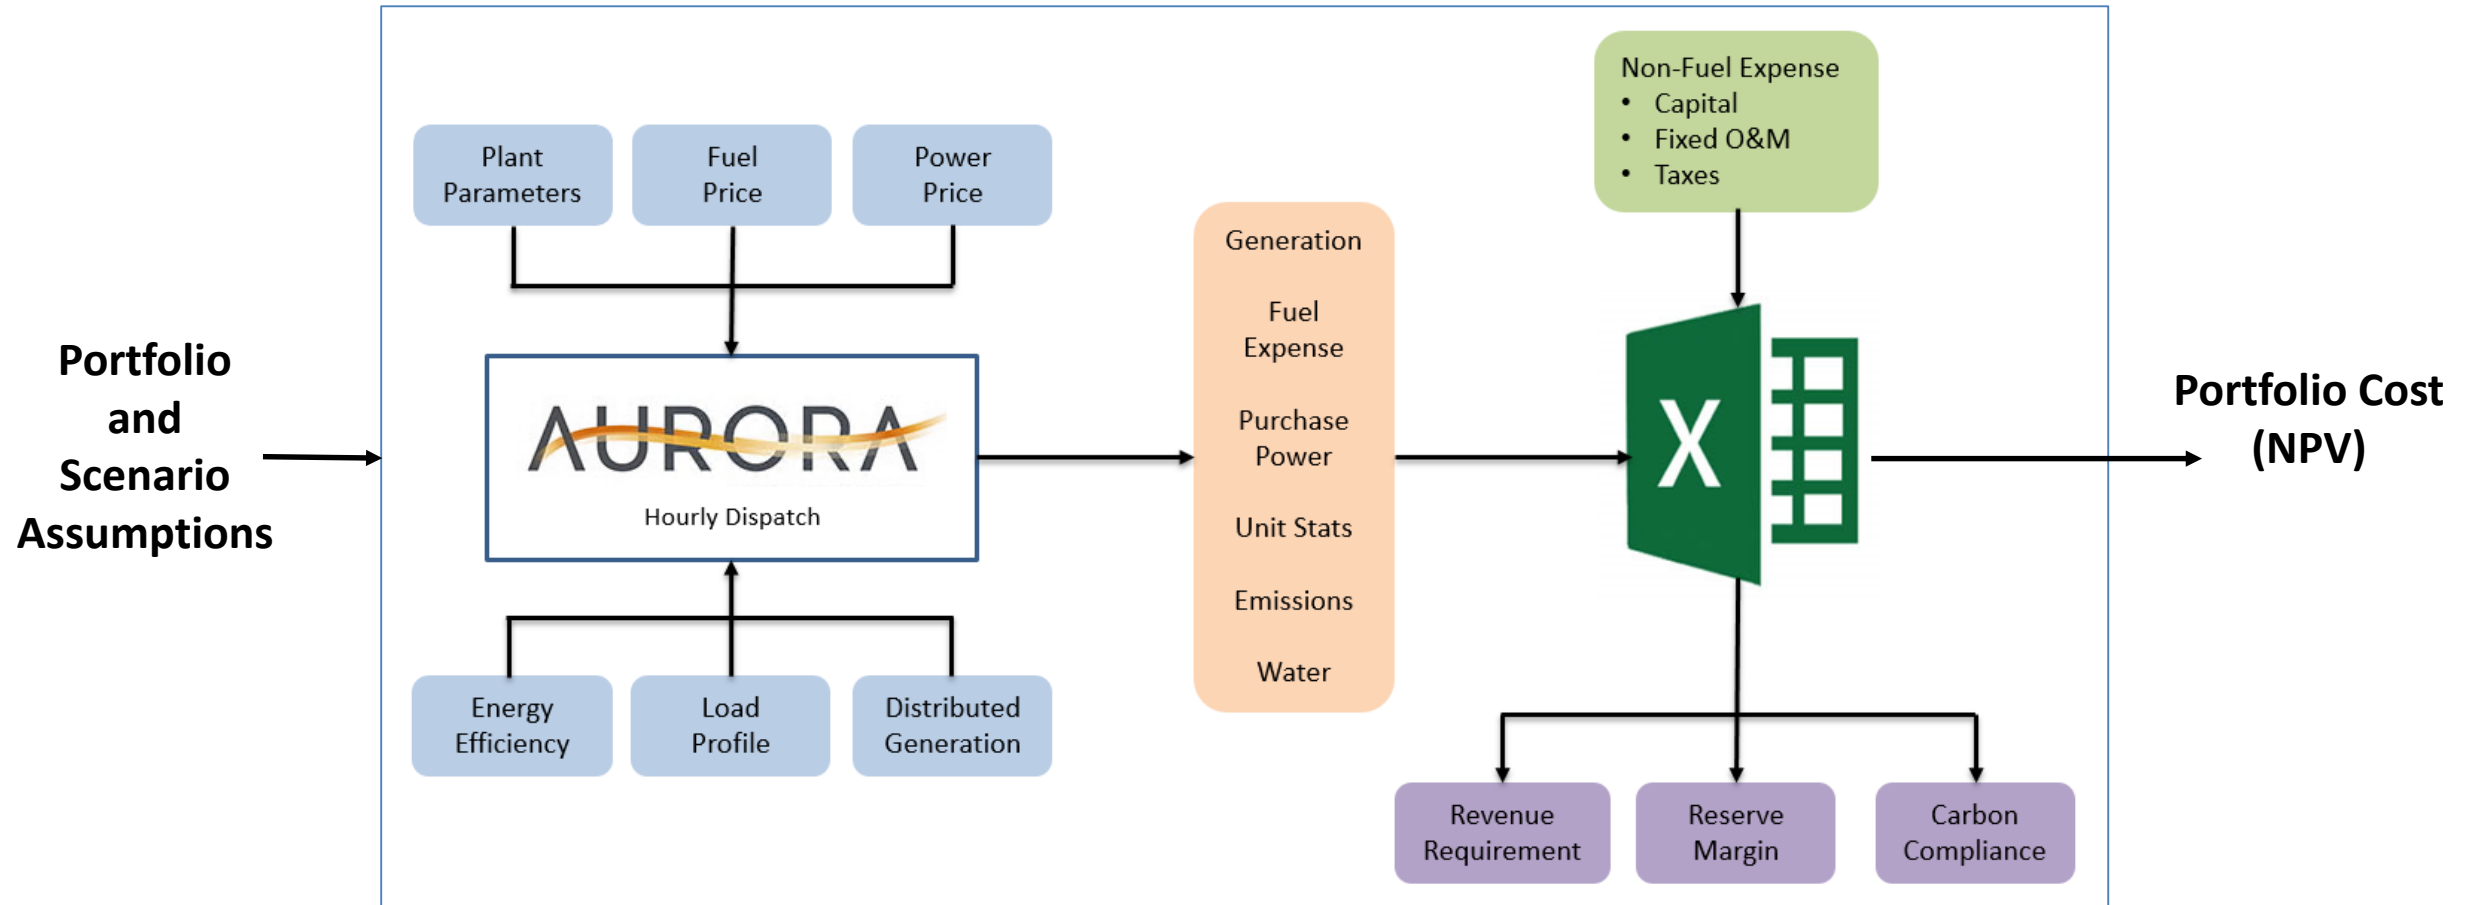 Portfolio
and
Scenario
Assumptions
Plant
Parameters
Fuel
Price
Power
Price
AURORA
Hourly Dispatch
Energy
Efficiency
Load
Profile
Distributed
Generation
Generation
Fuel
Expense
Purchase
Power
Unit Stats
Emissions
Water
Non-Fuel Expense
• Capital
• Fixed O&M
• Taxes
X
Revenue
Requirement
Reserve
Margin
Carbon
Compliance
Portfolio Cost
(NPV)